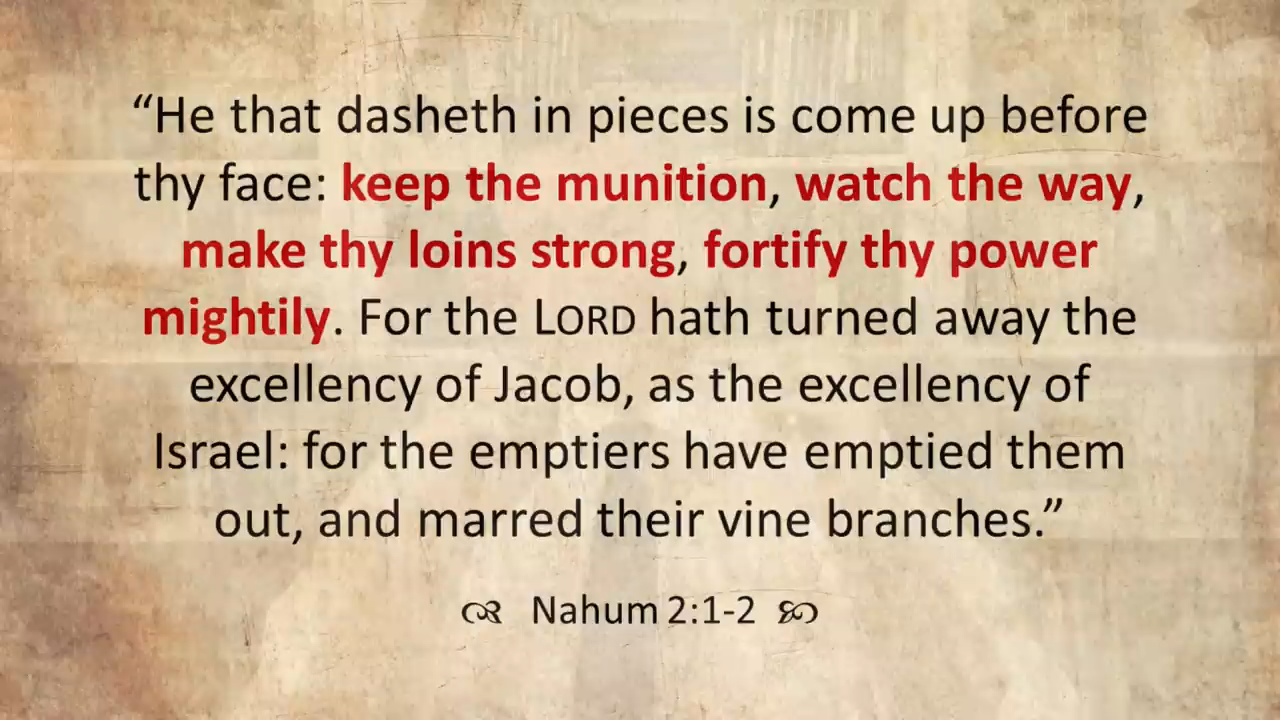 “He that dasheth in pieces is come up before
thy face: keep the munition, watch the way,
make thy loins strong, fortify thy power
mightily. For the LORD hath turned away the
excellency of Jacob, as the excellency of
Israel: for the emptiers have emptied them
out, and marred their vine branches.”
Nahum 2:1-2